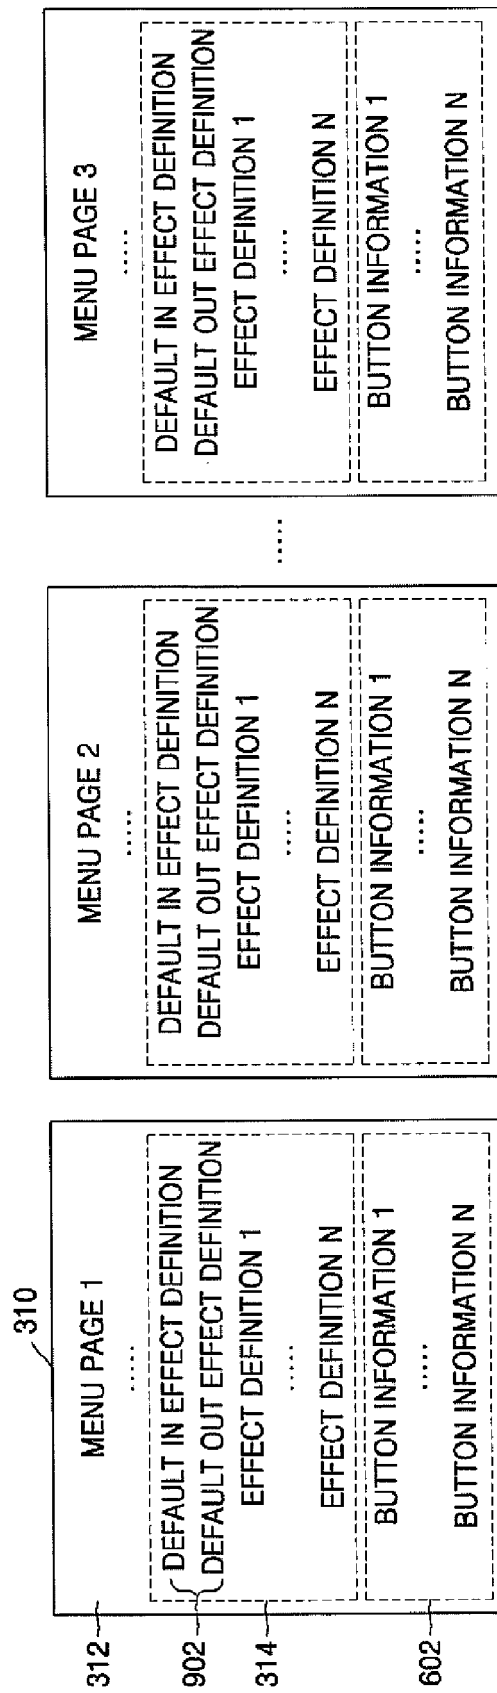 310
312
902
314
602
MENU PAGE 1
.....
DEFAULT IN EFFECT DEFINITION
DEFAULT OUT EFFECT DEFINITION
EFFECT DEFINITION 1
.....
EFFECT DEFINITION N
BUTTON INFORMATION 1
.....
BUTTON INFORMATION N
MENU PAGE 2
.....
DEFAULT IN EFFECT DEFINITION
DEFAULT OUT EFFECT DEFINITION
EFFECT DEFINITION 1
.....
EFFECT DEFINITION N
BUTTON INFORMATION 1
.....
BUTTON INFORMATION N
.....
MENU PAGE 3
.....
DEFAULT IN EFFECT DEFINITION
DEFAULT OUT EFFECT DEFINITION
EFFECT DEFINITION 1
.....
EFFECT DEFINITION N
BUTTON INFORMATION 1
.....
BUTTON INFORMATION N